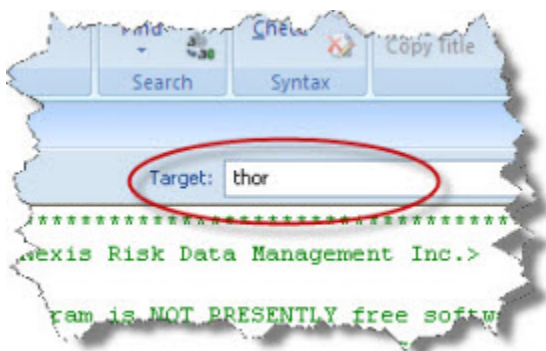 Find
Check
Copy Title
Search
Syntax
Target: thor
*********************************
Nexis Risk Data Management Inc.>
ram is NOT PRESENTLY free softw